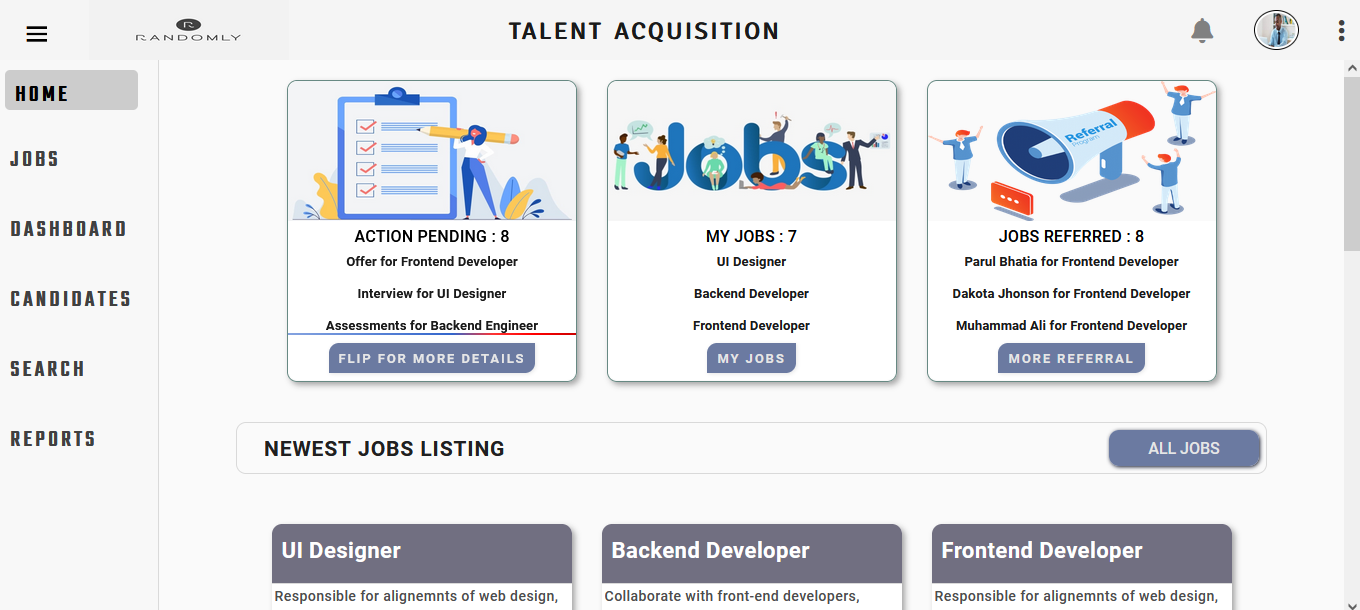 RANDOMLY
TALENT ACQUISITION
HOME
JOBS
DASHBOARD
CANDIDATES
SEARCH
REPORTS
Jobs
Referral
Program
ACTION PENDING : 8
Offer for Frontend Developer
Interview for UI Designer
Assessments for Backend Engineer
FLIP FOR MORE DETAILS
MY JOBS : 7
UI Designer
Backend Developer
Frontend Developer
MY JOBS
JOBS REFERRED : 8
Parul Bhatia for Frontend Developer
Dakota Jhonson for Frontend Developer
Muhammad Ali for Frontend Developer
MORE REFERRAL
NEWEST JOBS LISTING
ALL JOBS
UI Designer
Responsible for alignemnts of web design,
Backend Developer
Collaborate with front-end developers,
Frontend Developer
Responsible for alignemnts of web design,